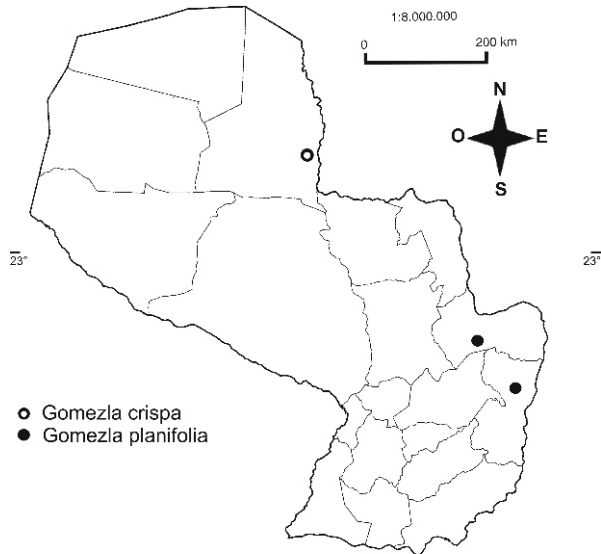 1:8.000.000
0 200 km
N
O E
S
23° 23°
Gomezla crispa
Gomezla planifolia